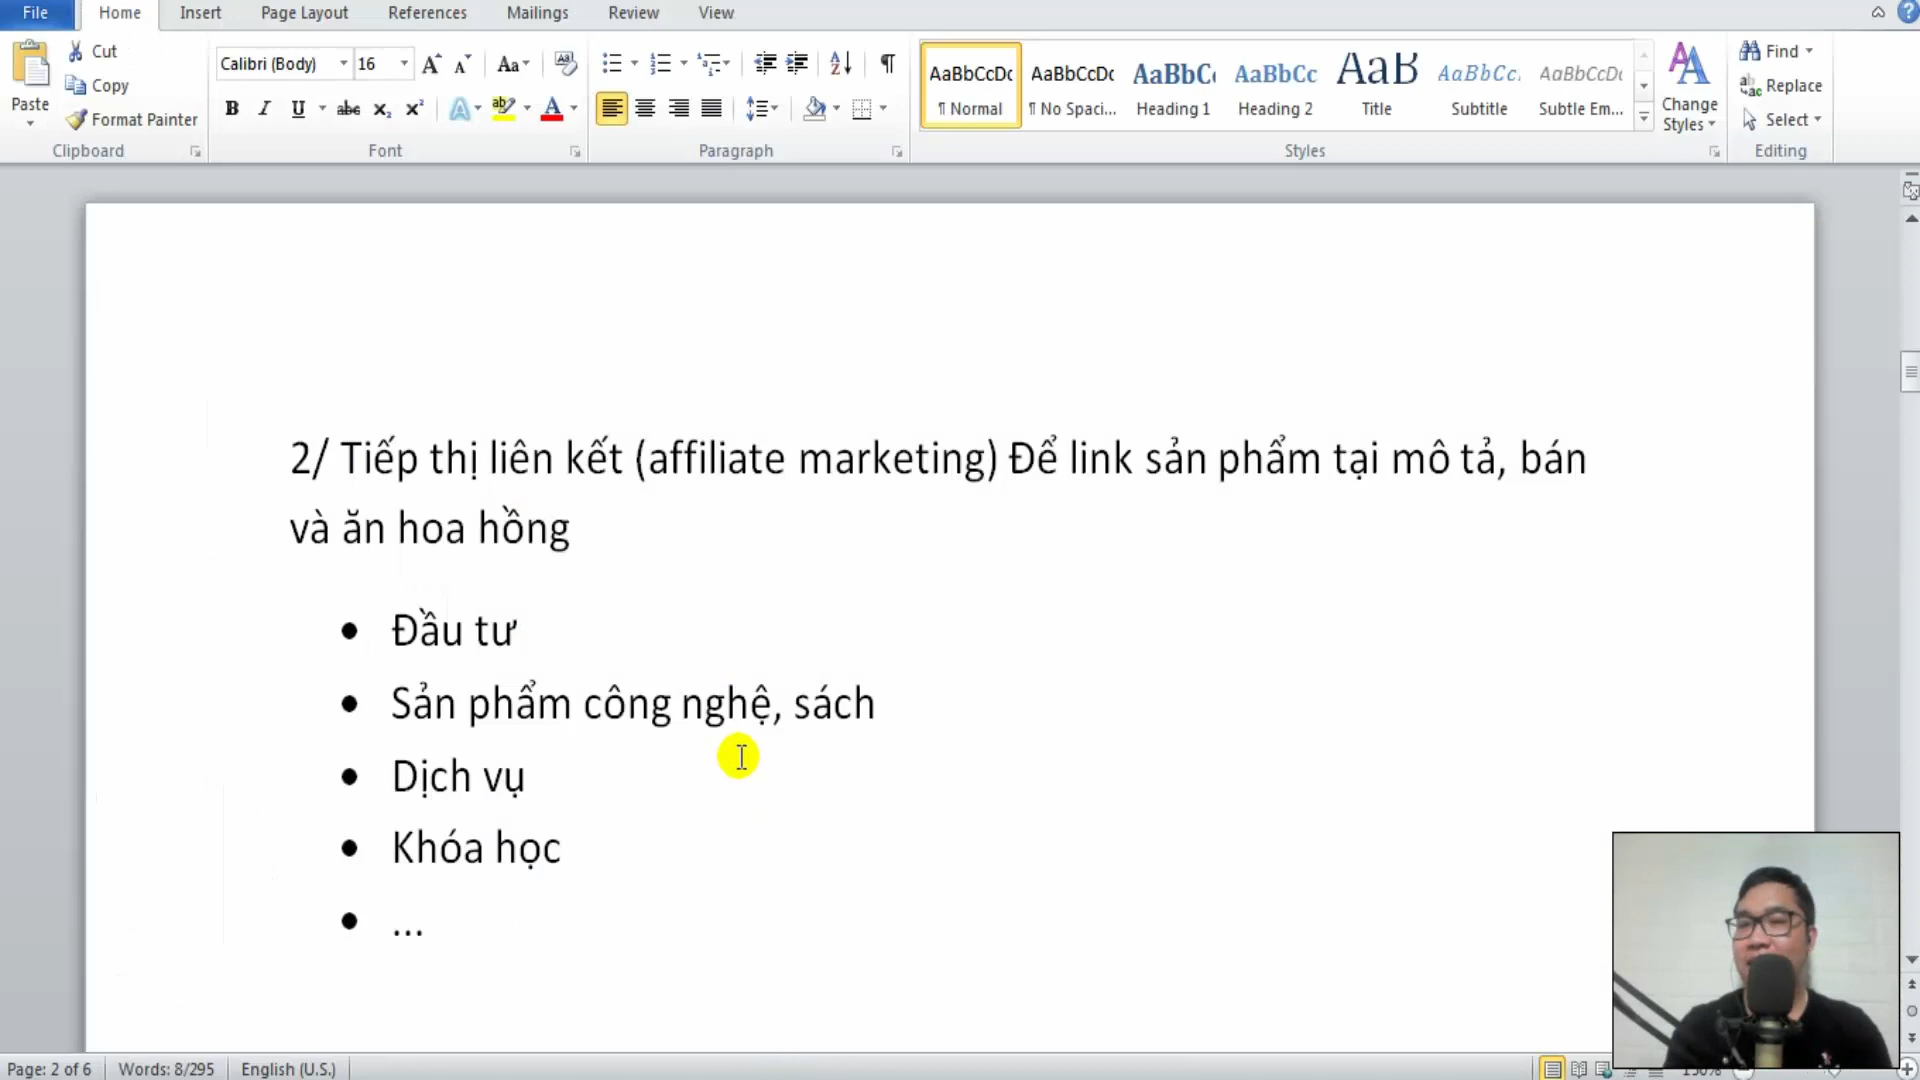 File Home Insert Page Layout References Mailings Review View
Paste Cut Copy Format Painter
Clipboard
Calibri (Body) 16
Font
Paragraph
AaBbCcDc AaBbCcDc AaBbC AaBbCc AaB AaBbCc. AaBbCcDc
¶ Normal ¶ No Spaci... Heading 1 Heading 2 Title Subtitle Subtle Em...
Styles
Change Styles
Find
Replace
Select
Editing
2/ Tiếp thị liên kết (affiliate marketing) Để link sản phẩm tại mô tả, bán
và ăn hoa hồng
• Đầu tư
• Sản phẩm công nghệ, sách
• Dịch vụ
• Khóa học
• ...
Page: 2 of 6 Words: 8/295 English (U.S.)